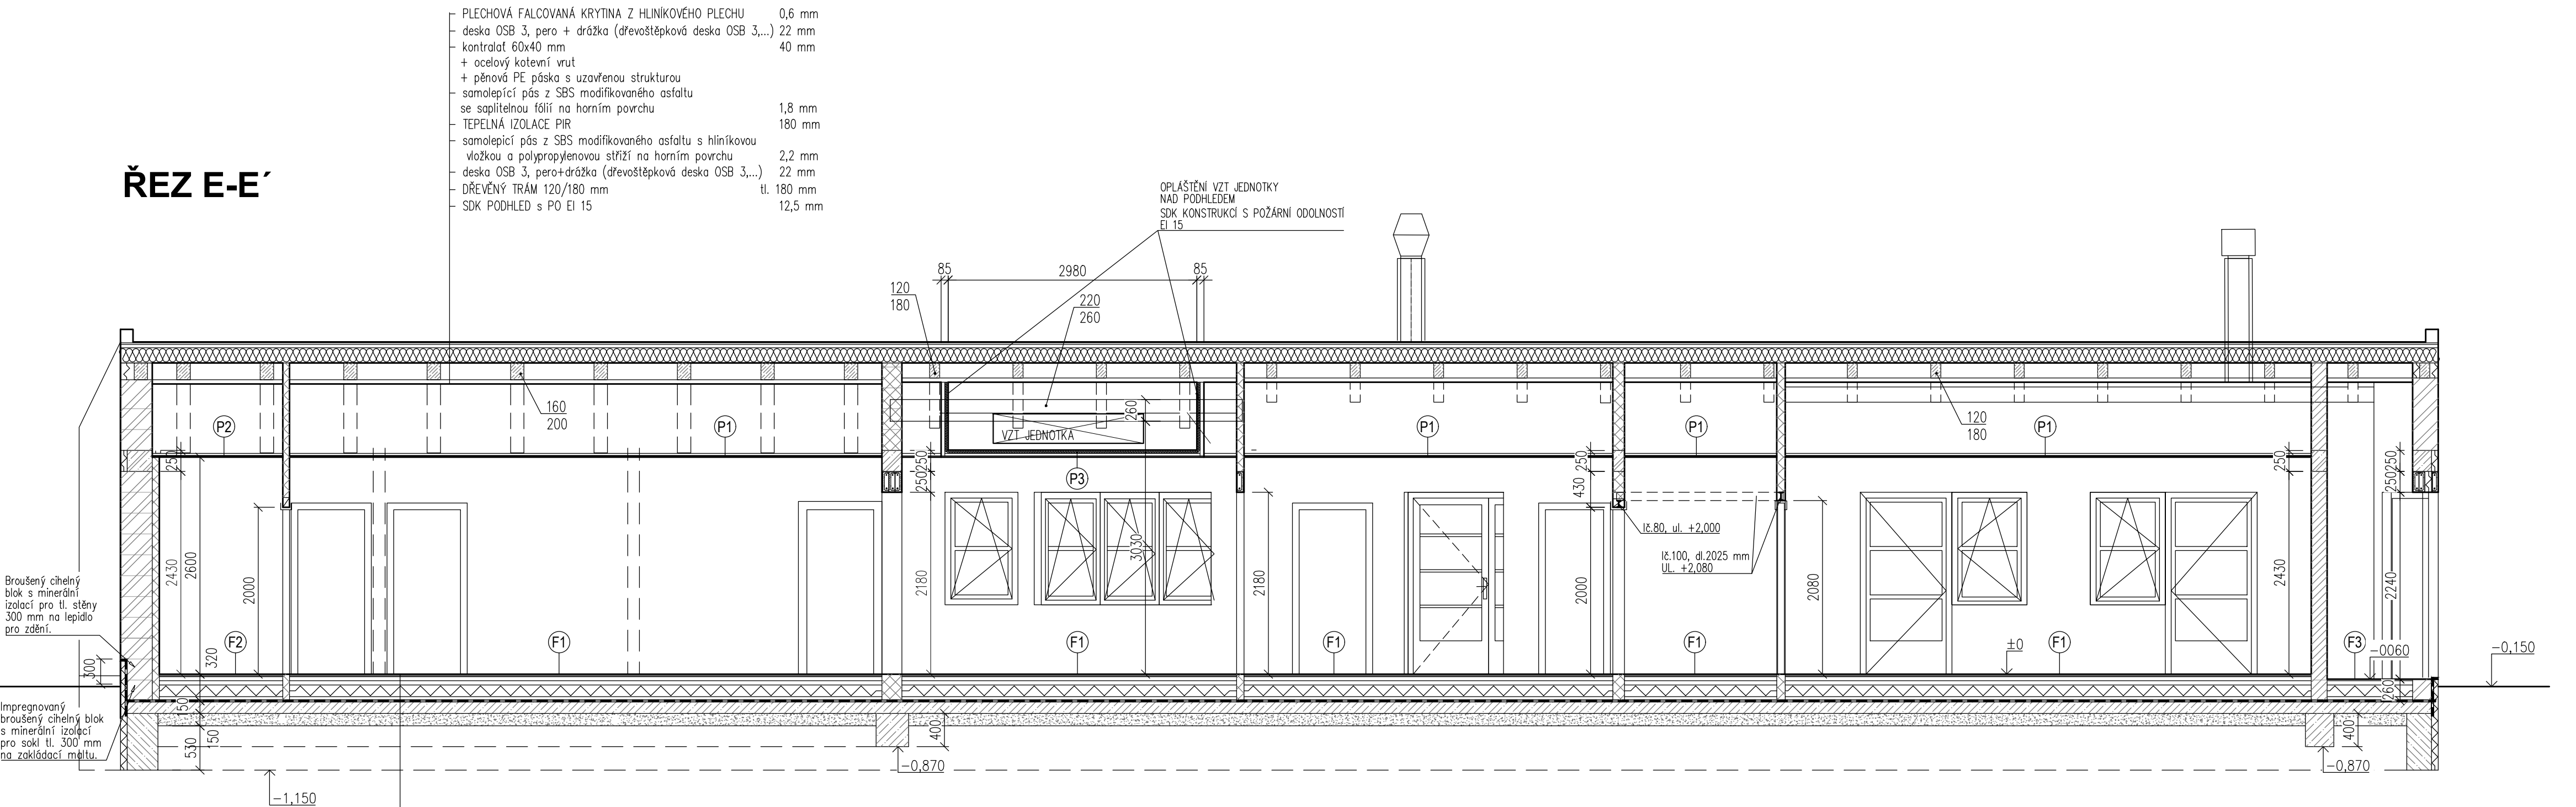 PLECHOVÁ FALCOVANÁ KRYTINA Z HLINÍKOVÉHO PLECHU 0,6 mm
deska OSB 3, pero + drážka (dřevoštěpková deska OSB 3,...) 22 mm
kontralať 60x40 mm 40 mm
+ ocelový kotevní vrut
+ pěnová PE páska s uzavřenou strukturou
samolepící pás z SBS modifikovaného asfaltu
se saplitelnou fólií na horním povrchu 1,8 mm
TEPELNÁ IZOLACE PIR 180 mm
samolepicí pás z SBS modifikovaného asfaltu s hliníkovou
vložkou a polypropylenovou střiží na horním povrchu 2,2 mm
deska OSB 3, pero+drážka (dřevoštěpková deska OSB 3,...) 22 mm
DŘEVĚNÝ TRÁM 120/180 mm tl. 180 mm
SDK PODHLED s PO EI 15 12,5 mm
ŘEZ E-E´
OPLÁŠTĚNÍ VZT JEDNOTKY
NAD PODHLEDEM
SDK KONSTRUKCÍ S POŽÁRNÍ ODOLNOSTÍ
EI 15
85 2980 85
120
180
220
260
160
200
260
120
180
P2 P1 P1 P1 P1
VZT JEDNOTKA
P3
250
250
250
250
430
250
250
250
2430
2600
2000
2180
3030
2180
2000
Ič.80, ul. +2,000
Ič.100, dl.2025 mm
UL. +2,080
2080
2430
2240
Broušený cihelný
blok s minerální
izolací pro tl. stěny
300 mm na lepidlo
pro zdění.
F2 F1 F1 F1 F1 F1 F3
±0
-0060
-0,150
300
320
260
Impregnovaný
broušený cihelný blok
s minerální izolací
pro sokl tl. 300 mm
na zakládací maltu.
150
150
530
400
400
-0,870
-0,870
-1,150